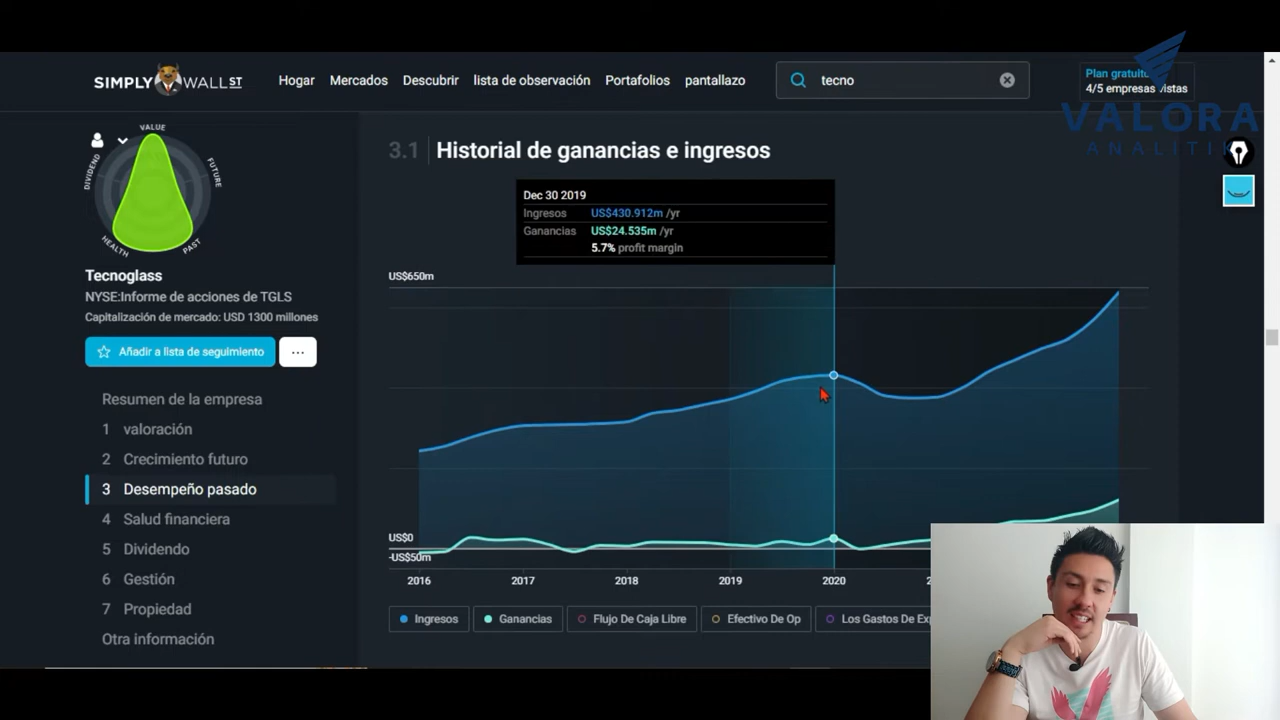 SIMPLY WALL ST
Hogar
Mercados
Descubrir
lista de observación
Portafolios
pantallazo
tecno
Plan gratuito
4/5 empresas vistas
VALORA
ANALITIK
VALUE
FUTURE
PAST
HEALTH
DIVIDEND
Tecnoglass
NYSE:Informe de acciones de TGLS
Capitalización de mercado: USD 1300 millones
Añadir a lista de seguimiento
...
Resumen de la empresa
1 valoración
2 Crecimiento futuro
3 Desempeño pasado
4 Salud financiera
5 Dividendo
6 Gestión
7 Propiedad
Otra información
3.1 Historial de ganancias e ingresos
Dec 30 2019
Ingresos US$430.912m /yr
Ganancias US$24.535m /yr
5.7% profit margin
US$650m
US$0
-US$50m
2016 2017 2018 2019 2020
Ingresos
Ganancias
Flujo De Caja Libre
Efectivo De Op
Los Gastos De